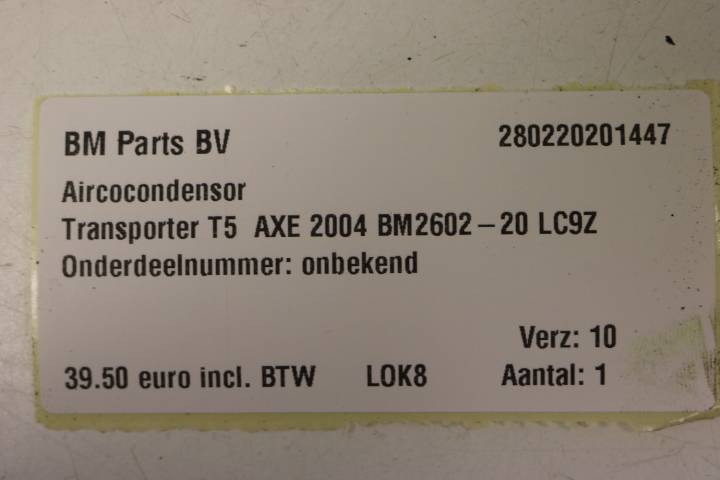 BM Parts BV 280220201447
Aircocondensor
Transporter T5 AXE 2004 BM2602-20 LC9Z
Onderdeelnummer: onbekend
Verz: 10
39.50 euro incl. BTW LOK8 Aantal: 1